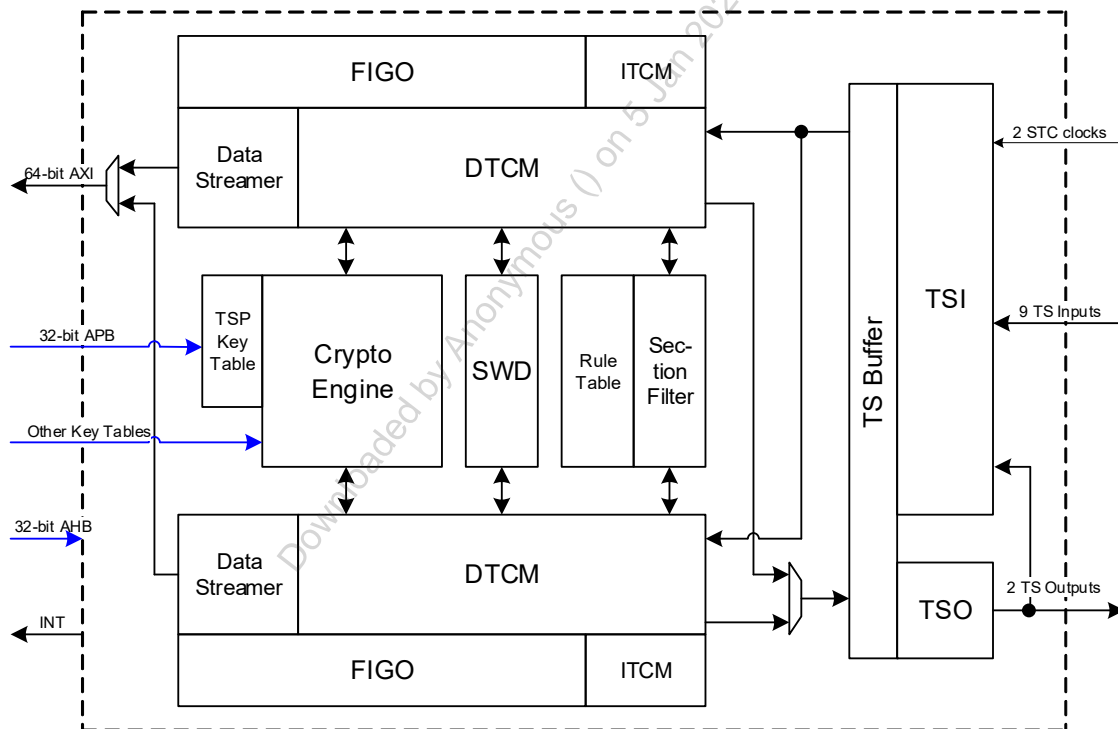 FIGO
ITCM
Data
Streamer
DTCM
64-bit AXI
2 STC clocks
TSP
Key
Table
Crypto
Engine
SWD
Rule
Table
Sec-
tion
Filter
TS Buffer
TSI
32-bit APB
9 TS Inputs
Other Key Tables
32-bit AHB
Data
Streamer
DTCM
2 TS Outputs
TSO
INT
FIGO
ITCM
Downloaded by Anonymous () on 5 Jan